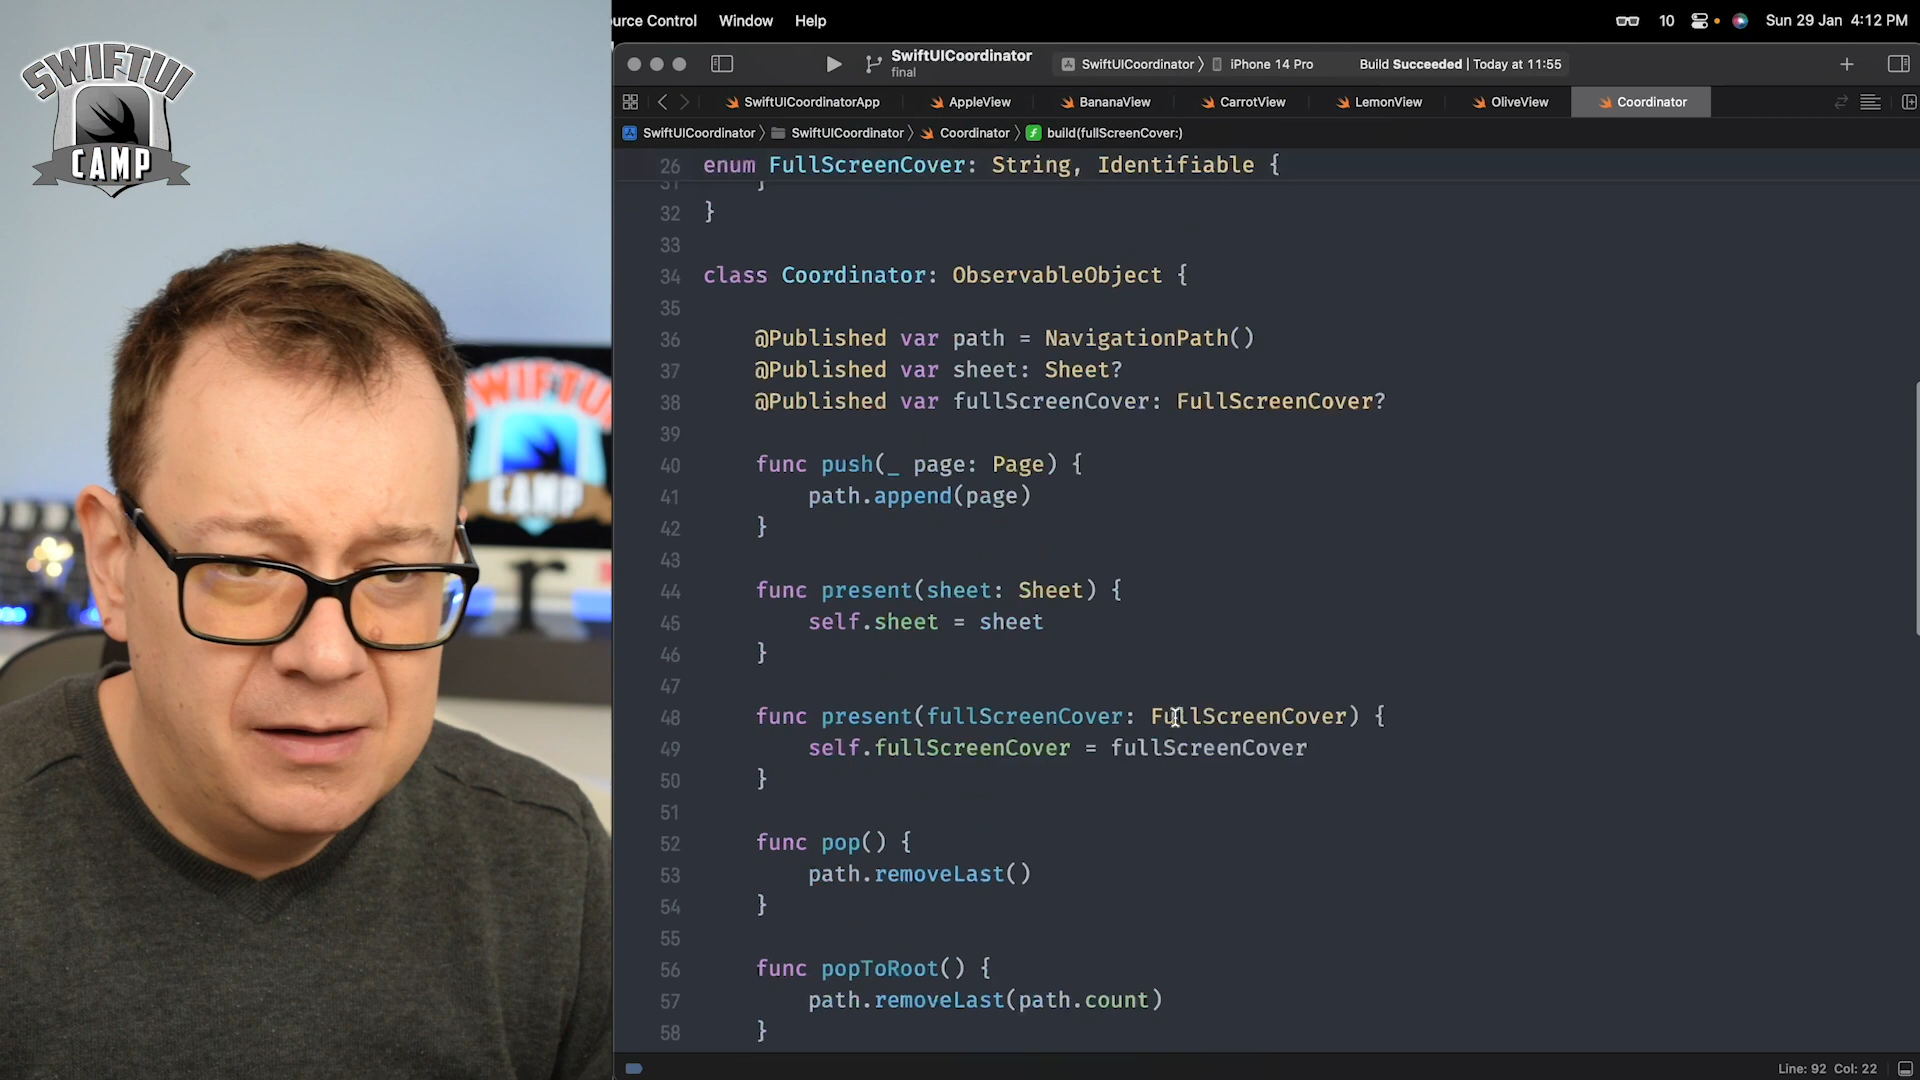 SWIFTUI
CAMP
SWIFTU
CAMP
urce Control Window Help
10 Sun 29 Jan 4:12 PM
SwiftUICoordinator
final
SwiftUICoordinator iPhone 14 Pro Build Succeeded | Today at 11:55
SwiftUICoordinatorApp AppleView BananaView CarrotView LemonView OliveView Coordinator
SwiftUICoordinator SwiftUICoordinator Coordinator build(fullScreenCover:)
26 enum FullScreenCover: String, Identifiable {
31 }
32 }
33
34 class Coordinator: ObservableObject {
35
36 @Published var path = NavigationPath()
37 @Published var sheet: Sheet?
38 @Published var fullScreenCover: FullScreenCover?
39
40 func push(_ page: Page) {
41 path.append(page)
42 }
43
44 func present(sheet: Sheet) {
45 self.sheet = sheet
46 }
47
48 func present(fullScreenCover: FullScreenCover) {
49 self.fullScreenCover = fullScreenCover
50 }
51
52 func pop() {
53 path.removeLast()
54 }
55
56 func popToRoot() {
57 path.removeLast(path.count)
58 }
Line: 92 Col: 22